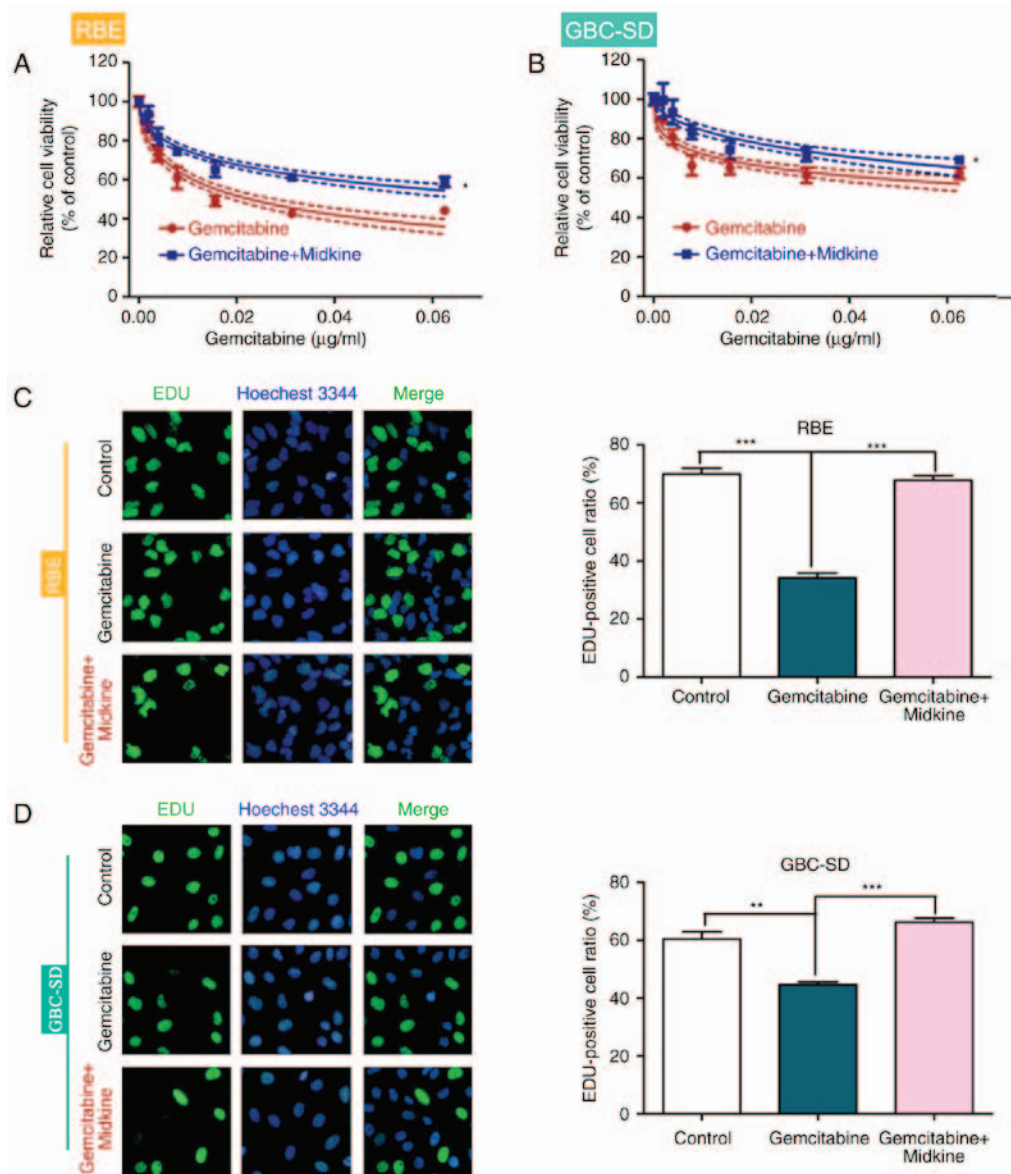 RBE
A
120
100
80
60
40
20
0
Relative cell viability
(% of control)
Gemcitabine
Gemcitabine+Midkine
*
0.00 0.02 0.04 0.06
Gemcitabine (μg/ml)
GBC-SD
B
120
100
80
60
40
20
0
Relative cell viability
(% of control)
Gemcitabine
Gemcitabine+Midkine
*
0.00 0.02 0.04 0.06
Gemcitabine (μg/ml)
C
EDU Hoechest 3344 Merge
RBE
Control
Gemcitabine
Gemcitabine+
Midkine
RBE
80
60
40
20
0
EDU-positive cell ratio (%)
*** ***
Control Gemcitabine Gemcitabine+
Midkine
D
EDU Hoechest 3344 Merge
GBC-SD
Control
Gemcitabine
Gemcitabine+
Midkine
GBC-SD
80
60
40
20
0
EDU-positive cell ratio (%)
** ***
Control Gemcitabine Gemcitabine+
Midkine